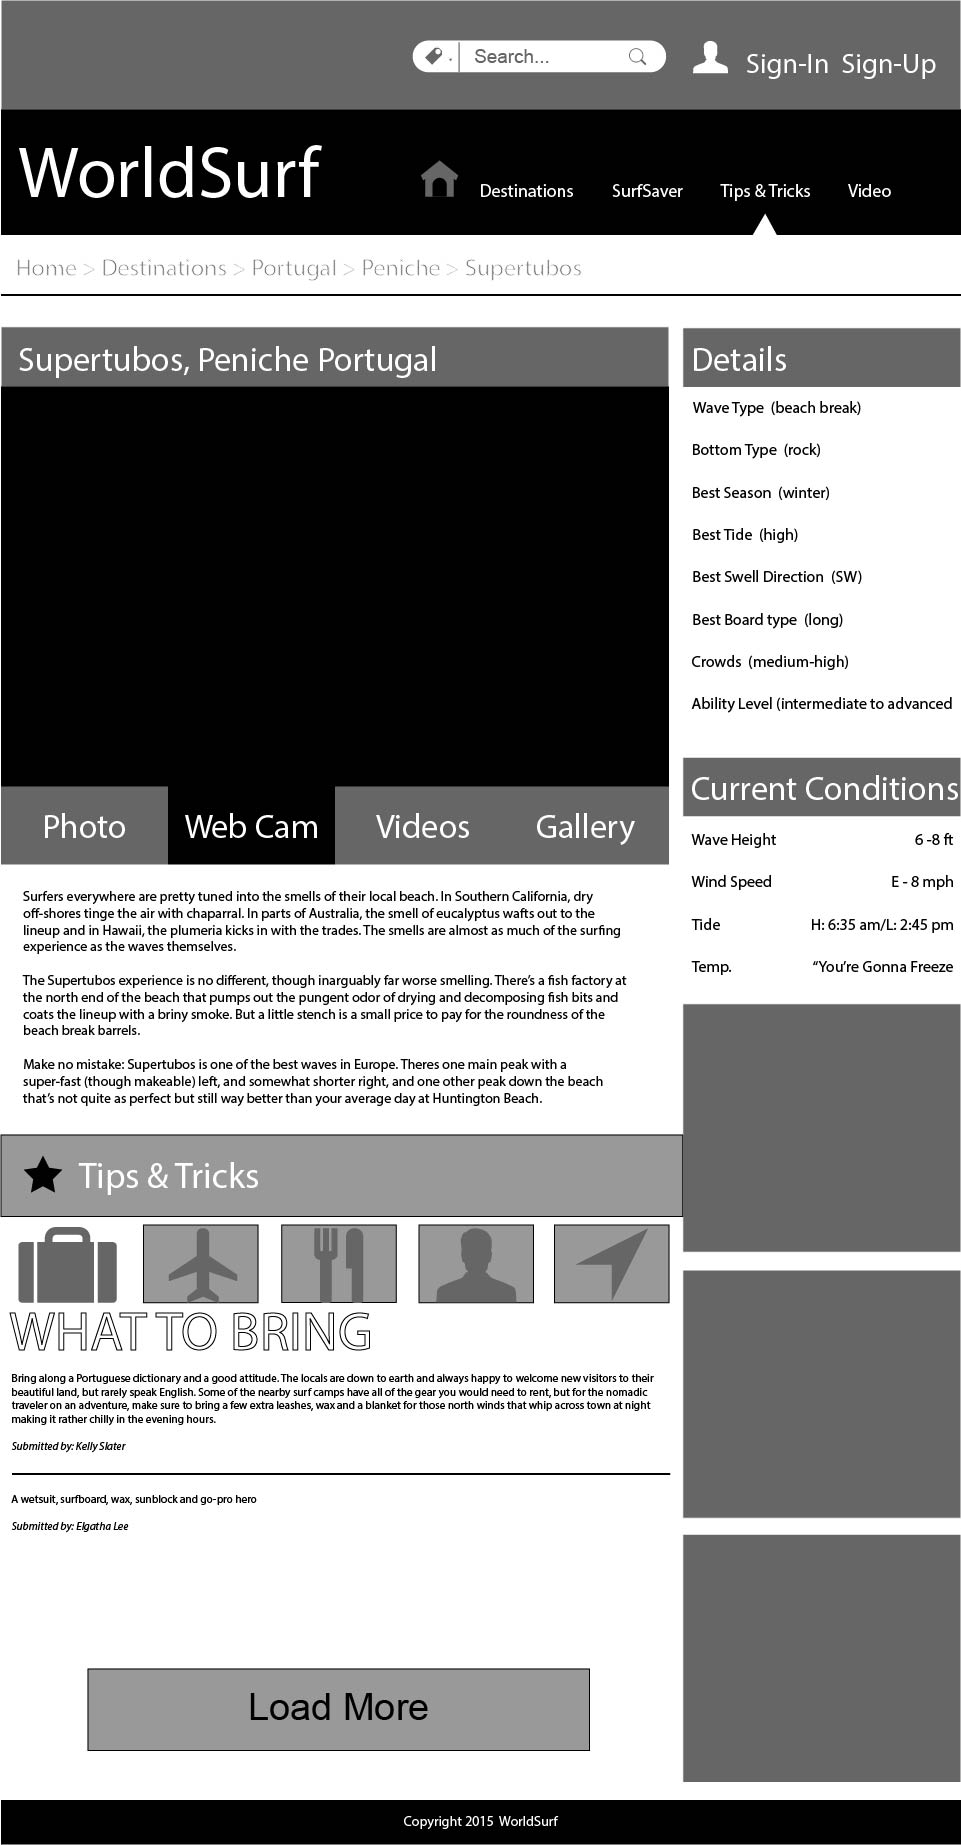 Search...
Sign-In Sign-Up
WorldSurf
Destinations
SurfSaver
Tips & Tricks
Video
Home > Destinations > Portugal > Peniche > Supertubos
Supertubos, Peniche Portugal
Photo
Web Cam
Videos
Gallery
Surfers everywhere are pretty tuned into the smells of their local beach. In Southern California, dry
off-shores tinge the air with chaparral. In parts of Australia, the smell of eucalyptus wafts out to the
lineup and in Hawaii, the plumeria kicks in with the trades. The smells are almost as much of the surfing
experience as the waves themselves.
The Supertubos experience is no different, though inarguably far worse smelling. There's a fish factory at
the north end of the beach that pumps out the pungent odor of drying and decomposing fish bits and
coats the lineup with a briny smoke. But a little stench is a small price to pay for the roundness of the
beach break barrels.
Make no mistake: Supertubos is one of the best waves in Europe. Theres one main peak with a
super-fast (though makeable) left, and somewhat shorter right, and one other peak down the beach
that's not quite as perfect but still way better than your average day at Huntington Beach.
Details
Wave Type (beach break)
Bottom Type (rock)
Best Season (winter)
Best Tide (high)
Best Swell Direction (SW)
Best Board type (long)
Crowds (medium-high)
Ability Level (intermediate to advanced
Current Conditions
Wave Height 6 -8 ft
Wind Speed E - 8 mph
Tide H: 6:35 am/L: 2:45 pm
Temp. “You’re Gonna Freeze
Tips & Tricks
WHAT TO BRING
Bring along a Portuguese dictionary and a good attitude. The locals are down to earth and always happy to welcome new visitors to their
beautiful land, but rarely speak English. Some of the nearby surf camps have all of the gear you would need to rent, but for the nomadic
traveler on an adventure, make sure to bring a few extra leashes, wax and a blanket for those north winds that whip across town at night
making it rather chilly in the evening hours.
Submitted by: Kelly Slater
A wetsuit, surfboard, wax, sunblock and go-pro hero
Submitted by: Elgatha Lee
Load More
Copyright 2015 WorldSurf